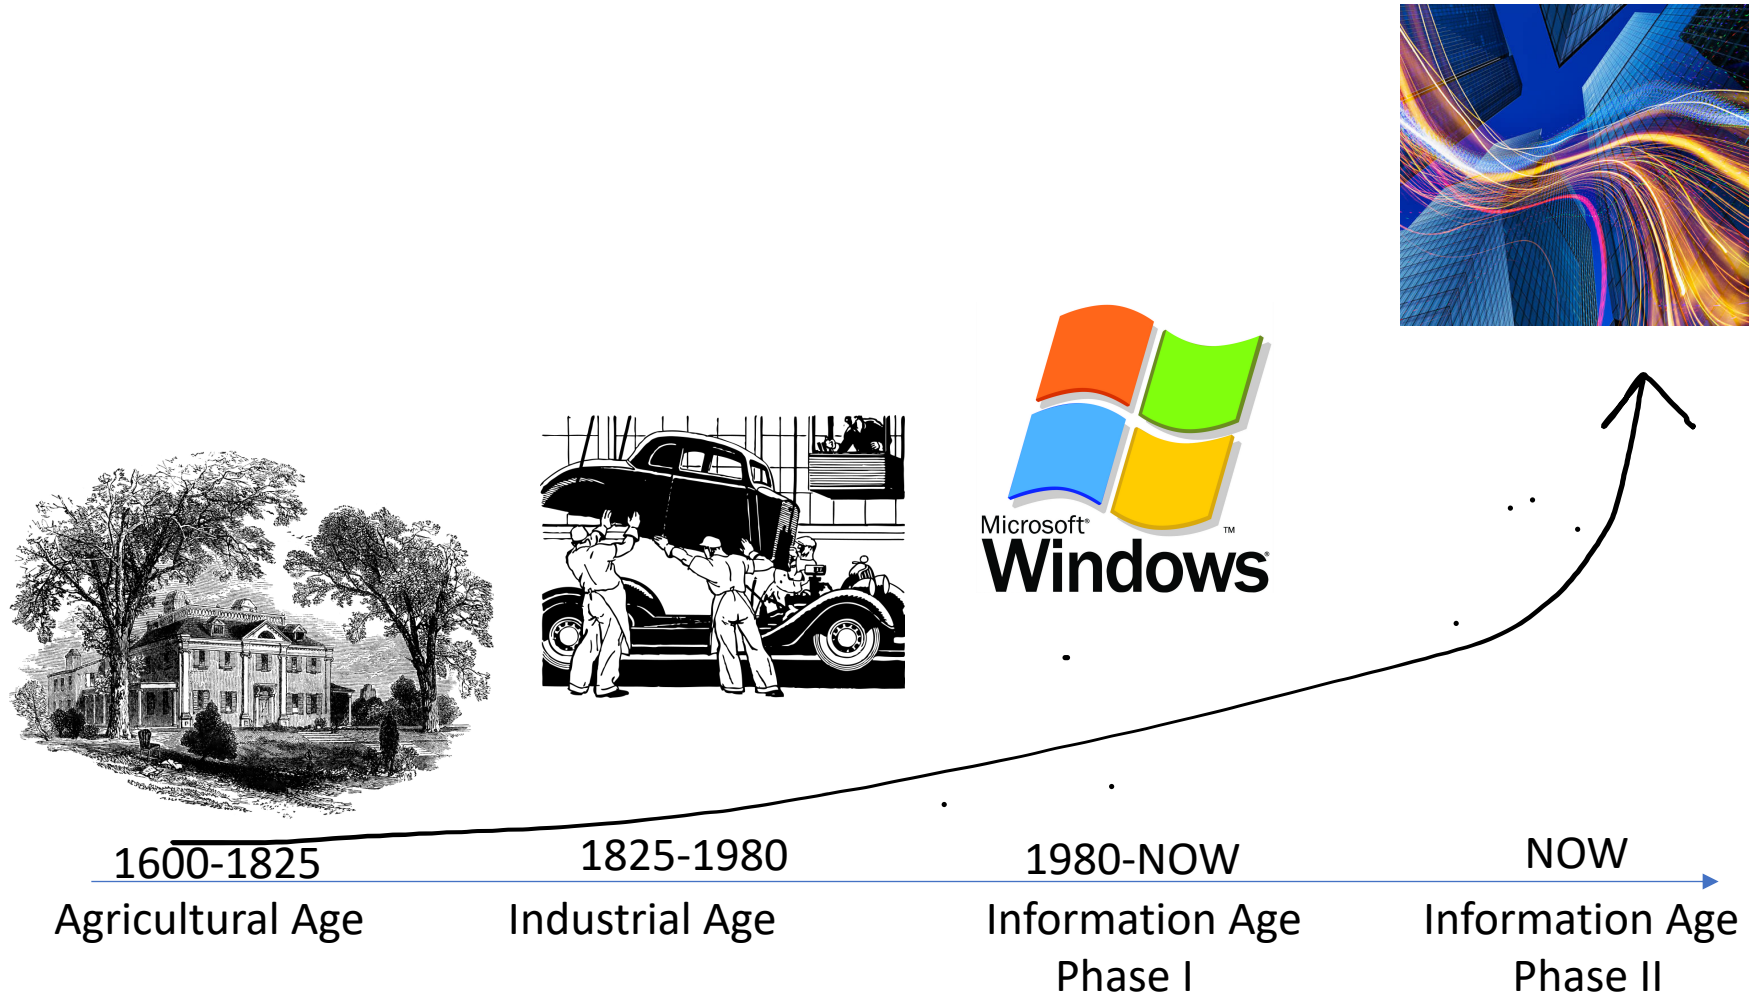 Microsoft®
Windows®
™
1600-1825
1825-1980
1980-NOW
NOW
Agricultural Age
Industrial Age
Information Age
Phase I
Information Age
Phase II